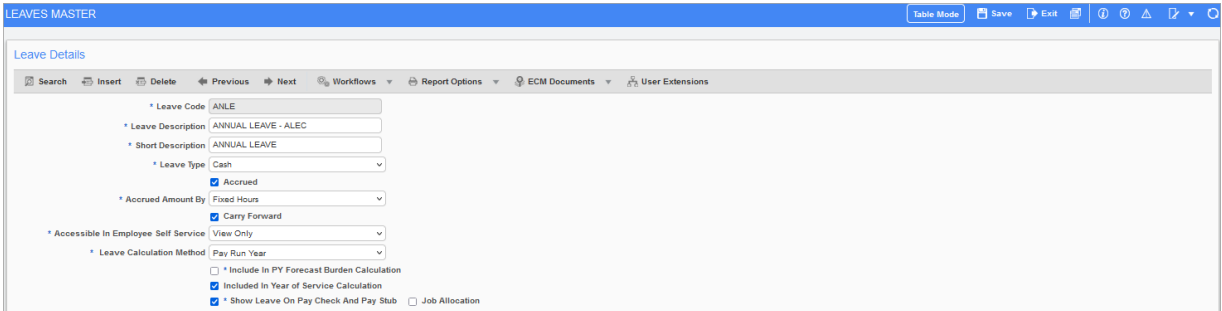 LEAVES MASTER Table Mode Save Exit
Leave Details
Search Insert Delete Previous Next Workflows Report Options ECM Documents User Extensions
* Leave Code ANLE
* Leave Description ANNUAL LEAVE - ALEC
* Short Description ANNUAL LEAVE
* Leave Type Cash
Accrued
* Accrued Amount By Fixed Hours
Carry Forward
* Accessible In Employee Self Service View Only
* Leave Calculation Method Pay Run Year
* Include In PY Forecast Burden Calculation
Included In Year of Service Calculation
* Show Leave On Pay Check And Pay Stub Job Allocation